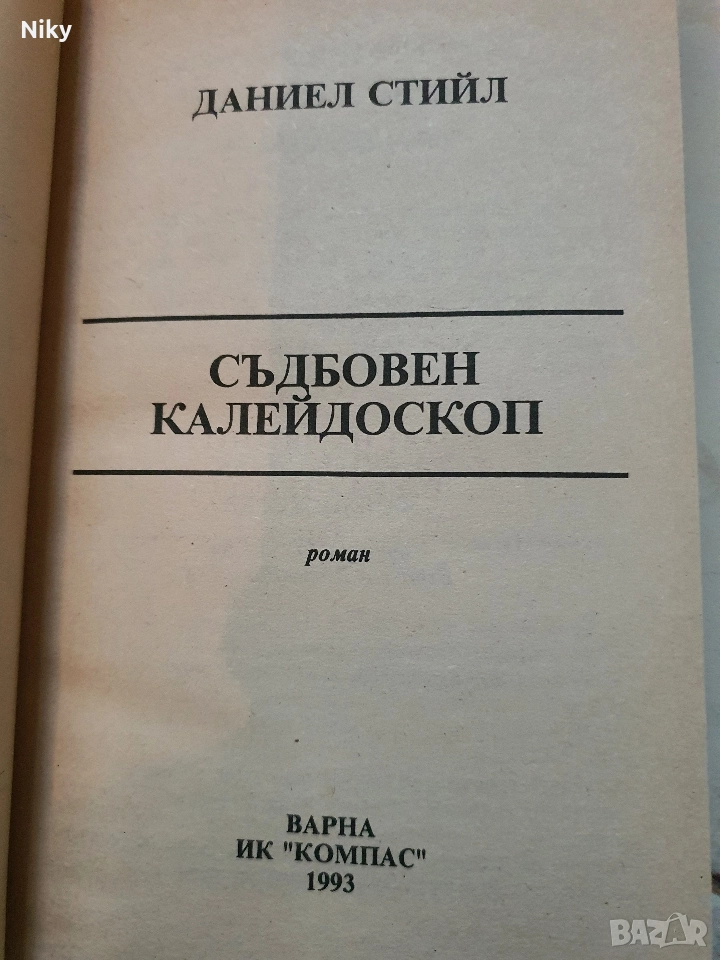 Niky
ДАНИЕЛ СТИЙЛ
СЪДБОВЕН
КАЛЕЙДОСКОП
роман
ВАРНА
ИК "КОМПАС"
1993
BAZAR